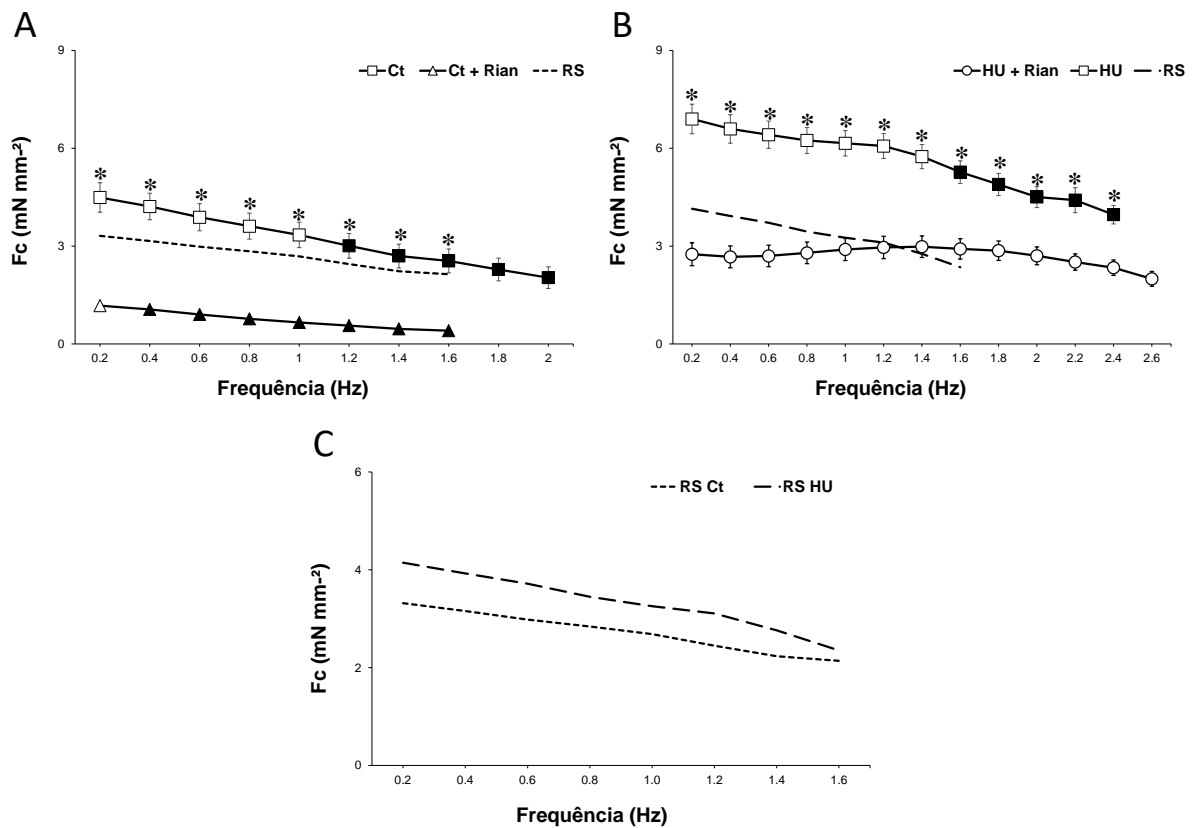 A
9
6
3
0
Fc (mN mm-²)
Ct
Ct + Rian
RS
* * * * * * * *
0.2 0.4 0.6 0.8 1 1.2 1.4 1.6 1.8 2
Frequência (Hz)
B
9
6
3
0
Fc (mN mm-²)
HU + Rian
HU
RS
* * * * * * * * * * * *
0.2 0.4 0.6 0.8 1 1.2 1.4 1.6 1.8 2 2.2 2.4 2.6
Frequência (Hz)
C
6
4
2
0
Fc (mN mm-²)
RS Ct
RS HU
0.2 0.4 0.6 0.8 1.0 1.2 1.4 1.6
Frequência (Hz)